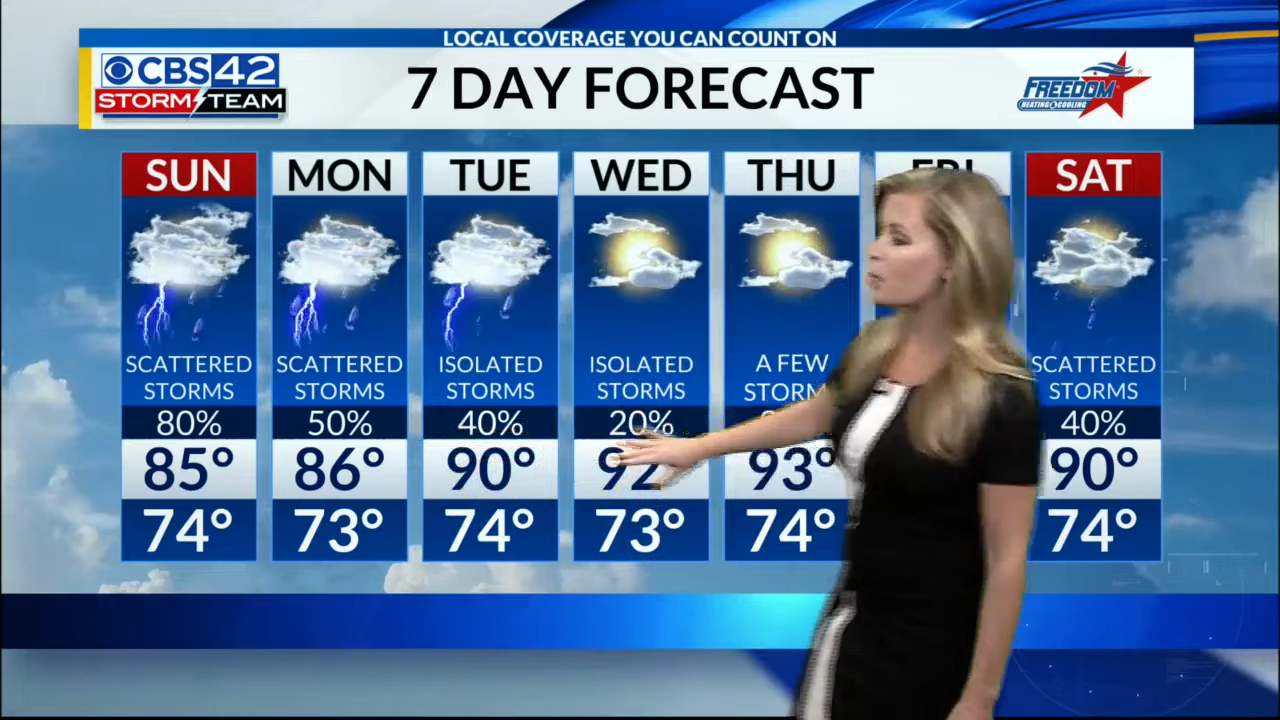 LOCAL COVERAGE YOU CAN COUNT ON
CBS 42
STORM TEAM
7 DAY FORECAST
FREEDOM
HEATING & COOLING
SUN MON TUE WED THU FRI SAT
SCATTERED SCATTERED ISOLATED ISOLATED A FEW SCATTERED
STORMS STORMS STORMS STORMS STORMS
80% 50% 40% 20% 40%
85° 86° 90° 92° 93° 90°
74° 73° 74° 73° 74° 74°